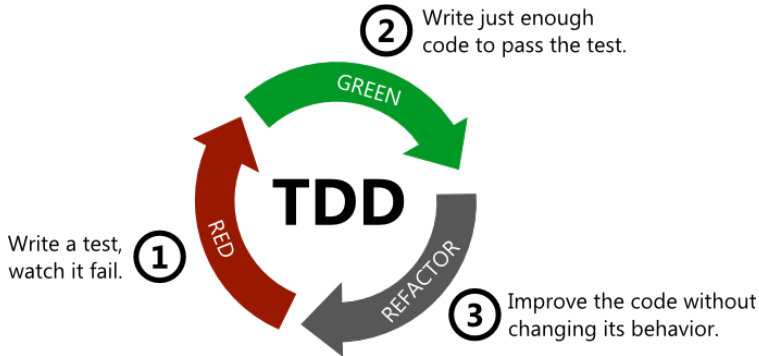 2
Write just enough
code to pass the test.
GREEN
TDD
RED
1
Write a test,
watch it fail.
REFACTOR
3
Improve the code without
changing its behavior.